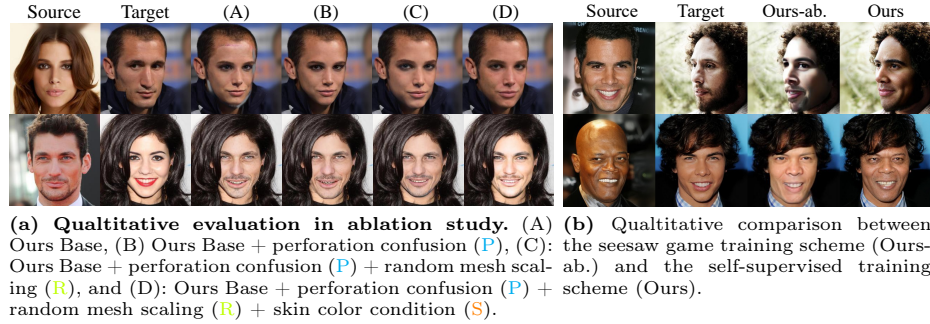 Source Target (A) (B) (C) (D)
(a) Qualtitative evaluation in ablation study. (A)
Ours Base, (B) Ours Base + perforation confusion (P), (C):
Ours Base + perforation confusion (P) + random mesh scal-
ing (R), and (D): Ours Base + perforation confusion (P) +
random mesh scaling (R) + skin color condition (S).
Source Target Ours-ab. Ours
(b) Qualtitative comparison between
the seesaw game training scheme (Ours-
ab.) and the self-supervised training
scheme (Ours).